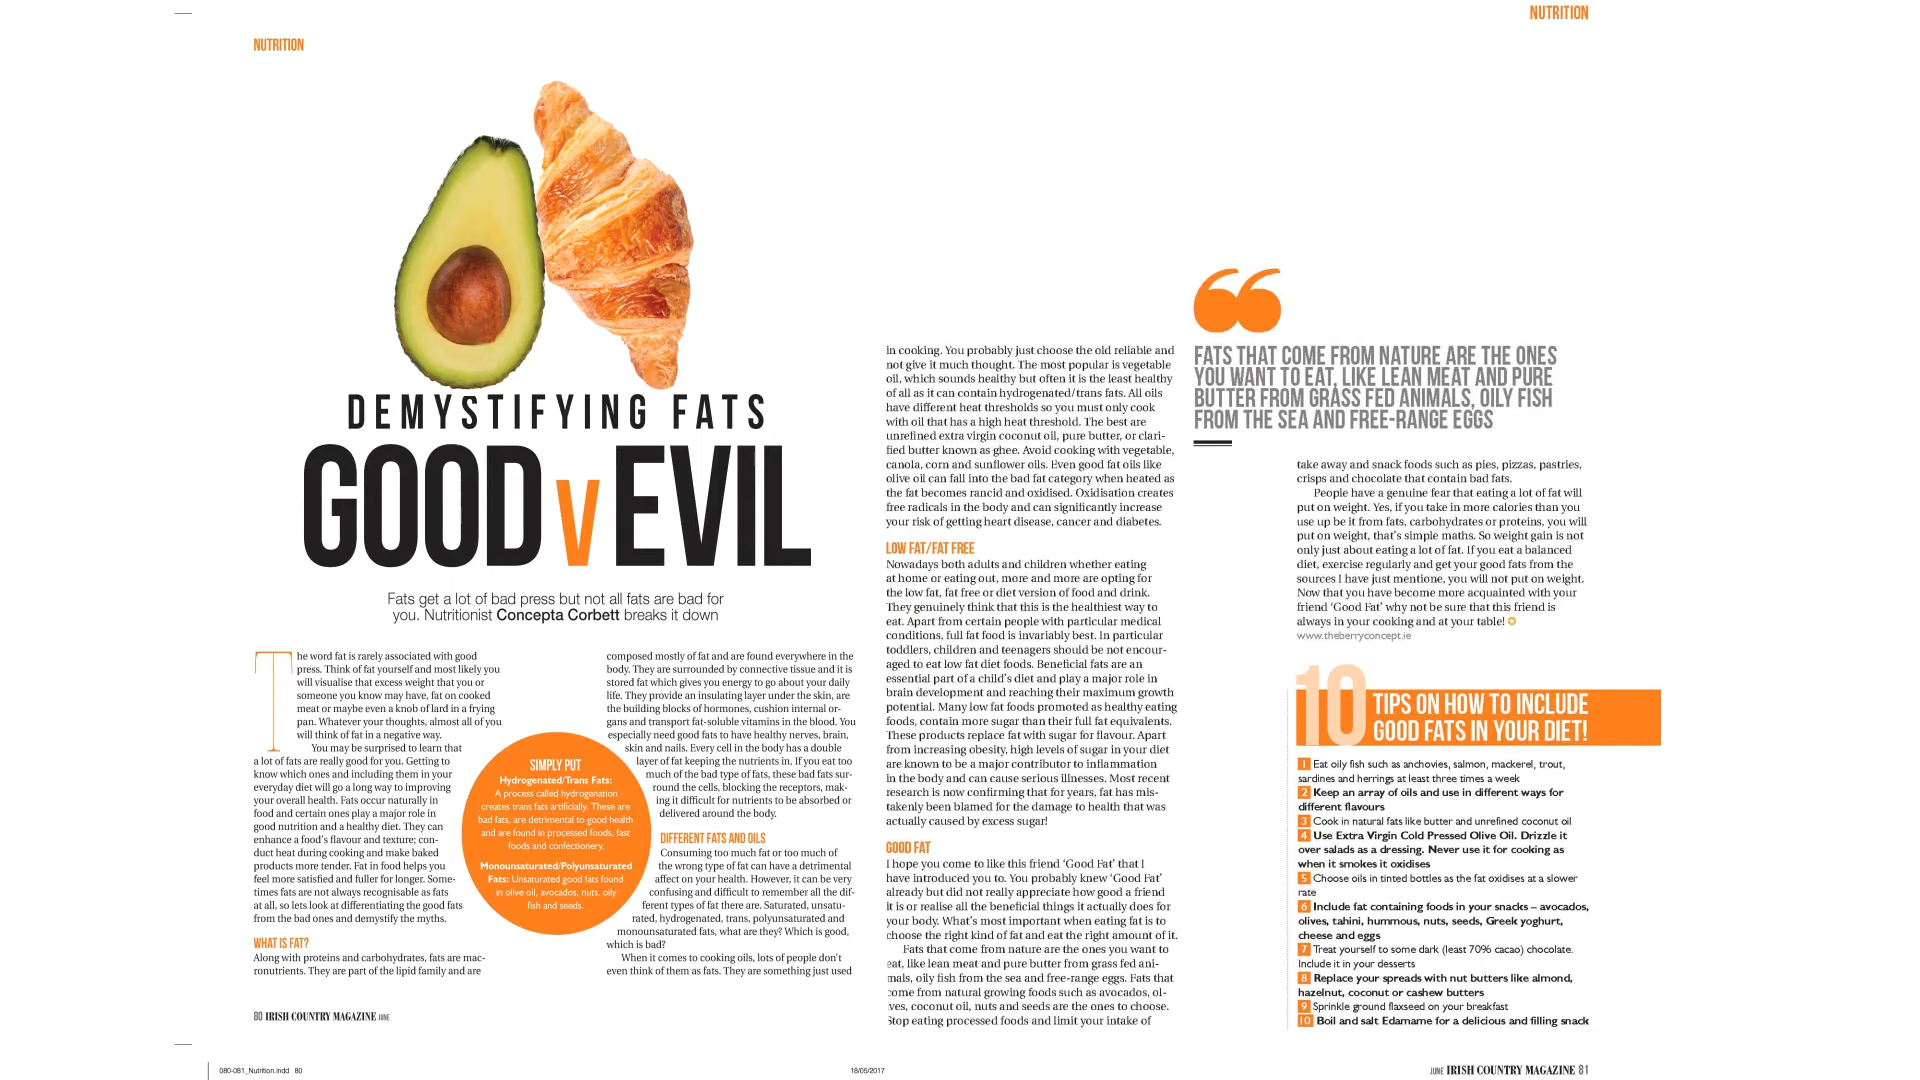 NUTRITION
NUTRITION
DEMYSTIFYING FATS
GOOD v EVIL
Fats get a lot of bad press but not all fats are bad for
you. Nutritionist Concepta Corbett breaks it down
The word fat is rarely associated with good
press. Think of fat yourself and most likely you
will visualise that excess weight that you or
someone you know may have, fat on cooked
meat or maybe even a knob of lard in a frying
pan. Whatever your thoughts, almost all of you
will think of fat in a negative way.
You may be surprised to learn that
a lot of fats are really good for you. Getting to
know which ones and including them in your
everyday diet will go a long way to improving
your overall health. Fats occur naturally in
food and certain ones play a major role in
good nutrition and a healthy diet. They can
enhance a food's flavour and texture; con-
duct heat during cooking and make baked
products more tender. Fat in food helps you
feel more satisfied and fuller for longer. Some-
times fats are not always recognisable as fats
at all, so lets look at differentiating the good fats
from the bad ones and demystify the myths.
WHAT IS FAT?
Along with proteins and carbohydrates, fats are mac-
ronutrients. They are part of the lipid family and are
SIMPLY PUT
Hydrogenated/Trans Fats:
A process called hydrogenation
creates trans fats artificially. These are
bad fats, are detrimental to good health
and are found in processed foods, fast
foods and confectionery.
Monounsaturated/Polyunsaturated
Fats: Unsaturated good fats found
in olive oil, avocados, nuts, oily
fish and seeds.
composed mostly of fat and are found everywhere in the
body. They are surrounded by connective tissue and it is
stored fat which gives you energy to go about your daily
life. They provide an insulating layer under the skin, are
the building blocks of hormones, cushion internal or-
gans and transport fat-soluble vitamins in the blood. You
especially need good fats to have healthy nerves, brain,
skin and nails. Every cell in the body has a double
layer of fat keeping the nutrients in. If you eat too
much of the bad type of fats, these bad fats sur-
round the cells, blocking the receptors, mak-
ing it difficult for nutrients to be absorbed or
delivered around the body.
DIFFERENT FATS AND OILS
Consuming too much fat or too much of
the wrong type of fat can have a detrimental
affect on your health. However, it can be very
confusing and difficult to remember all the dif-
ferent types of fat there are. Saturated, unsatu-
rated, hydrogenated, trans, polyunsaturated and
monounsaturated fats, what are they? Which is good,
which is bad?
When it comes to cooking oils, lots of people don't
even think of them as fats. They are something just used
80 IRISH COUNTRY MAGAZINE JUNE
in cooking. You probably just choose the old reliable and
not give it much thought. The most popular is vegetable
oil, which sounds healthy but often it is the least healthy
of all as it can contain hydrogenated/trans fats. All oils
have different heat thresholds so you must only cook
with oil that has a high heat threshold. The best are
unrefined extra virgin coconut oil, pure butter, or clari-
fied butter known as ghee. Avoid cooking with vegetable,
canola, corn and sunflower oils. Even good fat oils like
olive oil can fall into the bad fat category when heated as
the fat becomes rancid and oxidised. Oxidisation creates
free radicals in the body and can significantly increase
your risk of getting heart disease, cancer and diabetes.
LOW FAT/FAT FREE
Nowadays both adults and children whether eating
at home or eating out, more and more are opting for
the low fat, fat free or diet version of food and drink.
They genuinely think that this is the healthiest way to
eat. Apart from certain people with particular medical
conditions, full fat food is invariably best. In particular
toddlers, children and teenagers should be not encour-
aged to eat low fat diet foods. Beneficial fats are an
essential part of a child's diet and play a major role in
brain development and reaching their maximum growth
potential. Many low fat foods promoted as healthy eating
foods, contain more sugar than their full fat equivalents.
These products replace fat with sugar for flavour. Apart
from increasing obesity, high levels of sugar in your diet
are known to be a major contributor to inflammation
in the body and can cause serious illnesses. Most recent
research is now confirming that for years, fat has mis-
takenly been blamed for the damage to health that was
actually caused by excess sugar!
GOOD FAT
I hope you come to like this friend 'Good Fat' that I
have introduced you to. You probably knew 'Good Fat'
already but did not really appreciate how good a friend
it is or realise all the beneficial things it actually does for
your body. What's most important when eating fat is to
choose the right kind of fat and eat the right amount of it.
Fats that come from nature are the ones you want to
eat, like lean meat and pure butter from grass fed ani-
mals, oily fish from the sea and free-range eggs. Fats that
come from natural growing foods such as avocados, ol-
ives, coconut oil, nuts and seeds are the ones to choose.
Stop eating processed foods and limit your intake of
FATS THAT COME FROM NATURE ARE THE ONES
YOU WANT TO EAT, LIKE LEAN MEAT AND PURE
BUTTER FROM GRASS FED ANIMALS, OILY FISH
FROM THE SEA AND FREE-RANGE EGGS
take away and snack foods such as pies, pizzas, pastries,
crisps and chocolate that contain bad fats.
People have a genuine fear that eating a lot of fat will
put on weight. Yes, if you take in more calories than you
use up be it from fats, carbohydrates or proteins, you will
put on weight, that's simple maths. So weight gain is not
only just about eating a lot of fat. If you eat a balanced
diet, exercise regularly and get your good fats from the
sources I have just mentione, you will not put on weight.
Now that you have become more acquainted with your
friend 'Good Fat' why not be sure that this friend is
always in your cooking and at your table!
www.theberryconcept.ie
10 TIPS ON HOW TO INCLUDE
GOOD FATS IN YOUR DIET!
1 Eat oily fish such as anchovies, salmon, mackerel, trout,
sardines and herrings at least three times a week
2 Keep an array of oils and use in different ways for
different flavours
3 Cook in natural fats like butter and unrefined coconut oil
4 Use Extra Virgin Cold Pressed Olive Oil. Drizzle it
over salads as a dressing. Never use it for cooking as
when it smokes it oxidises
5 Choose oils in tinted bottles as the fat oxidises at a slower
rate
6 Include fat containing foods in your snacks – avocados,
olives, tahini, hummous, nuts, seeds, Greek yoghurt,
cheese and eggs
7 Treat yourself to some dark (least 70% cacao) chocolate.
Include it in your desserts
8 Replace your spreads with nut butters like almond,
hazelnut, coconut or cashew butters
9 Sprinkle ground flaxseed on your breakfast
10 Boil and salt Edamame for a delicious and filling snack
080-081_Nutrition.indd 80
18/05/2017
JUNE IRISH COUNTRY MAGAZINE 81